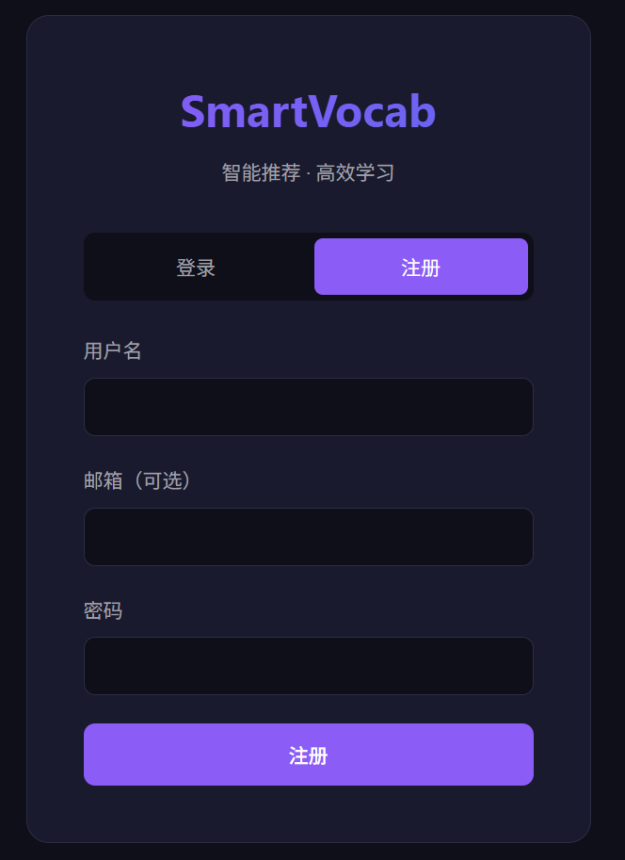 SmartVocab
智能推荐 · 高效学习
登录 注册
用户名
邮箱（可选）
密码
注册